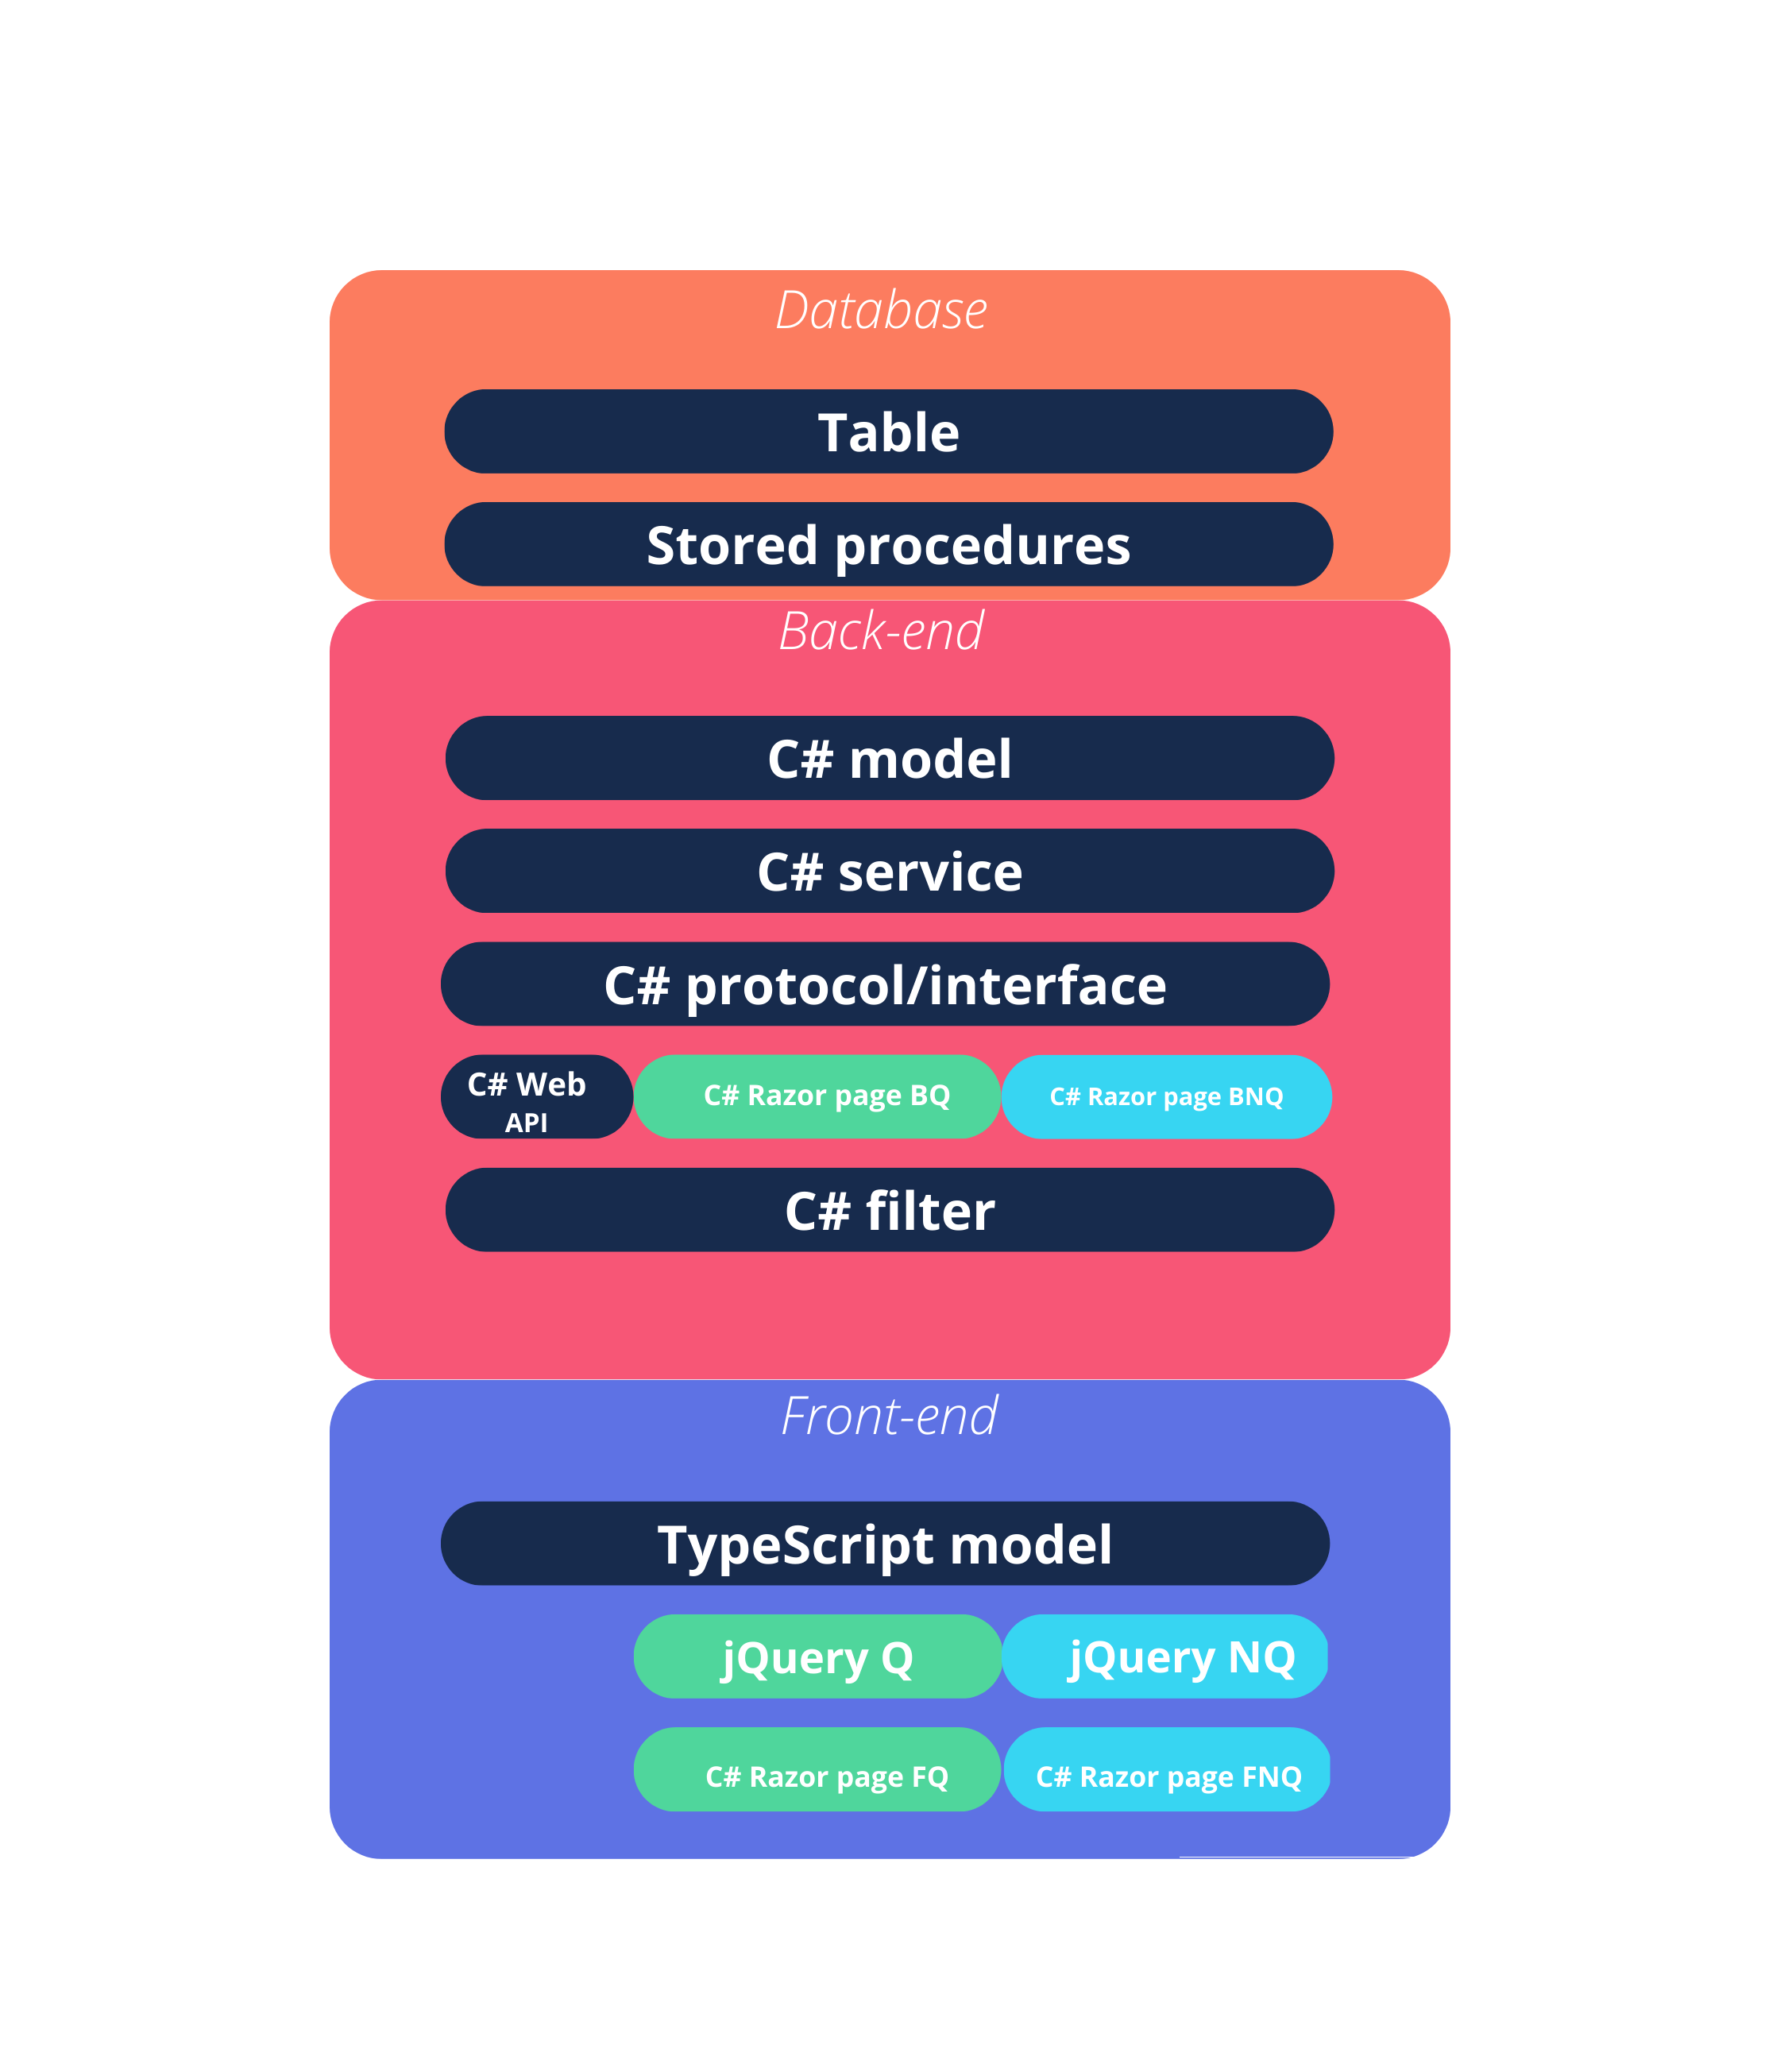 Database
Table
Stored procedures
Back-end
C# model
C# service
C# protocol/interface
C# Web
API
C# Razor page BQ
C# Razor page BNQ
C# filter
Front-end
TypeScript model
jQuery Q
jQuery NQ
C# Razor page FQ
C# Razor page FNQ